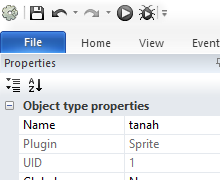 File Home View Event
Properties
Object type properties
Name tanah
Plugin Sprite
UID 1